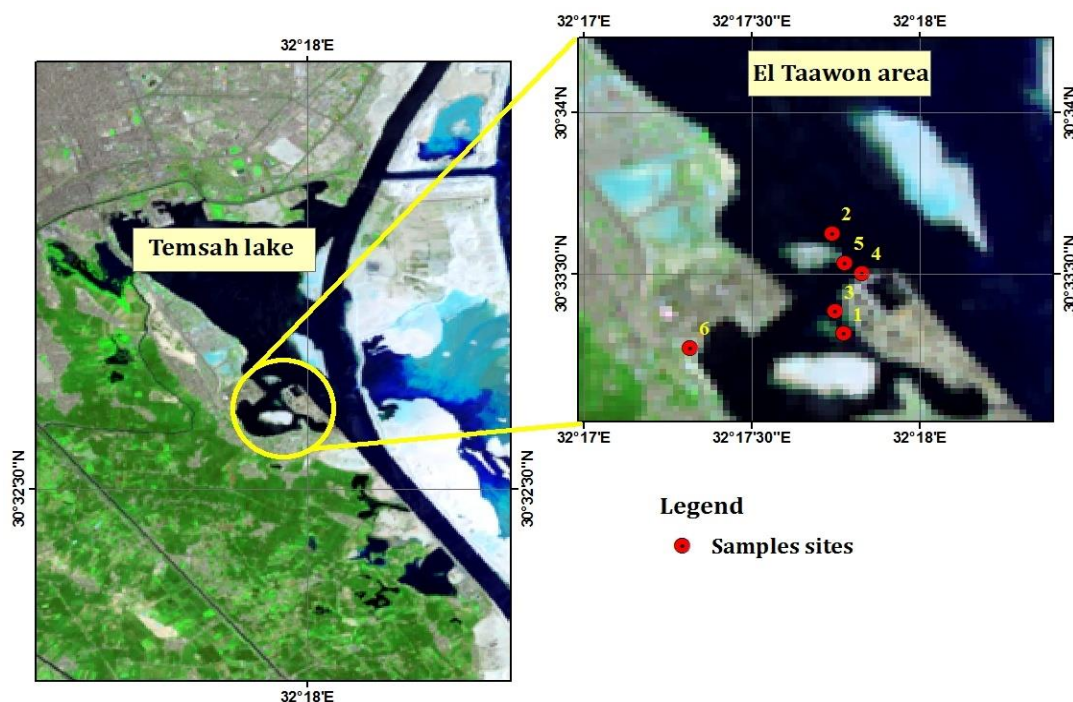 32°17'E
32°17'30"E
32°18'E
32°18'E
El Taawon area
30°34'N
30°34'N
2
5
4
Temsah lake
30°33'30"N
30°33'30"N
3
1
6
32°17'E
32°17'30"E
32°18'E
30°32'30"N
30°32'30"N
Legend
Samples sites
32°18'E